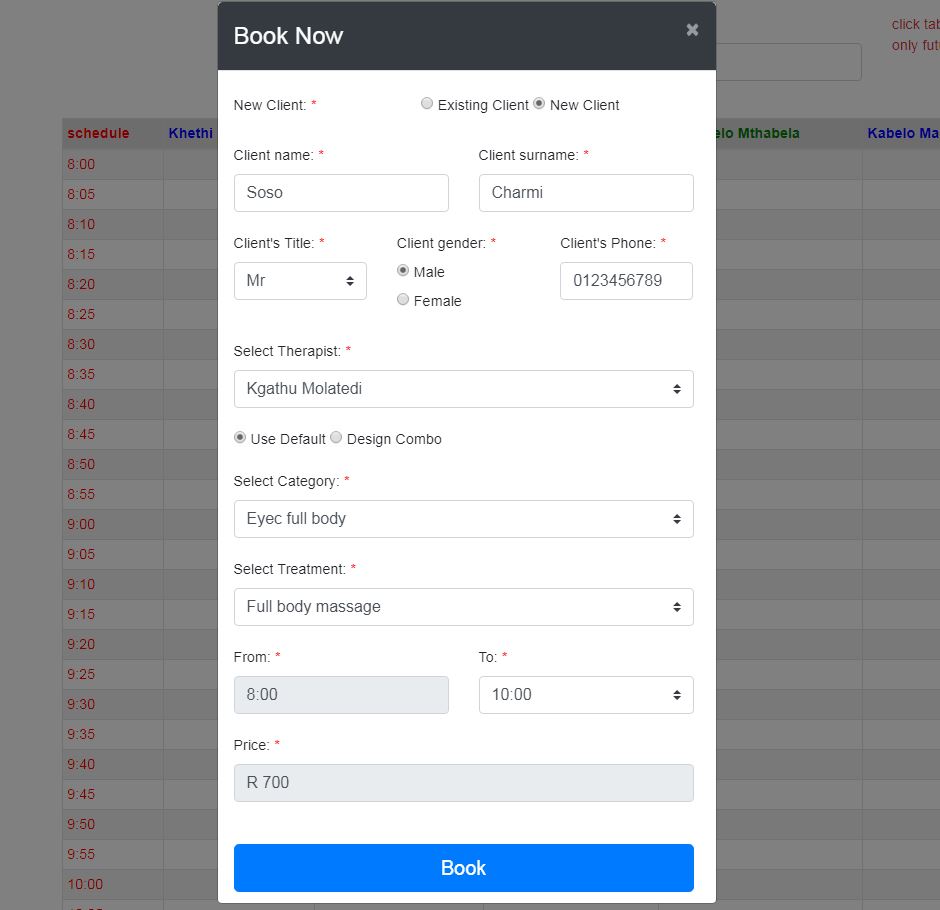 Book Now
×
click
only
New Client: *
Existing Client New Client
schedule Khethi Mthabela Kabelo
Client name: * Client surname: *
Soso Charmi
Client's Title: * Client gender: * Client's Phone: *
Mr Male 0123456789
Female
Select Therapist: *
Kgathu Molatedi
Use Default Design Combo
Select Category: *
Eyec full body
Select Treatment: *
Full body massage
From: * To: *
8:00 10:00
Price: *
R 700
Book
8:00
8:05
8:10
8:15
8:20
8:25
8:30
8:35
8:40
8:45
8:50
8:55
9:00
9:05
9:10
9:15
9:20
9:25
9:30
9:35
9:40
9:45
9:50
9:55
10:00